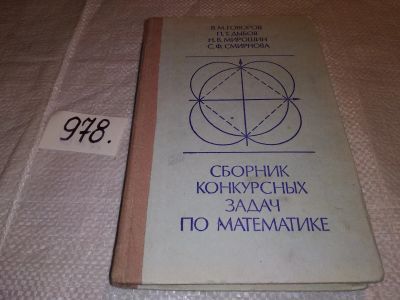 978.
В.М. ГОВОРОВ
П.Т. ДЫБОВ
Н.В. МИРОШИН
С.Ф. СМИРНОВА
СБОРНИК
КОНКУРСНЫХ
ЗАДАЧ
ПО МАТЕМАТИКЕ